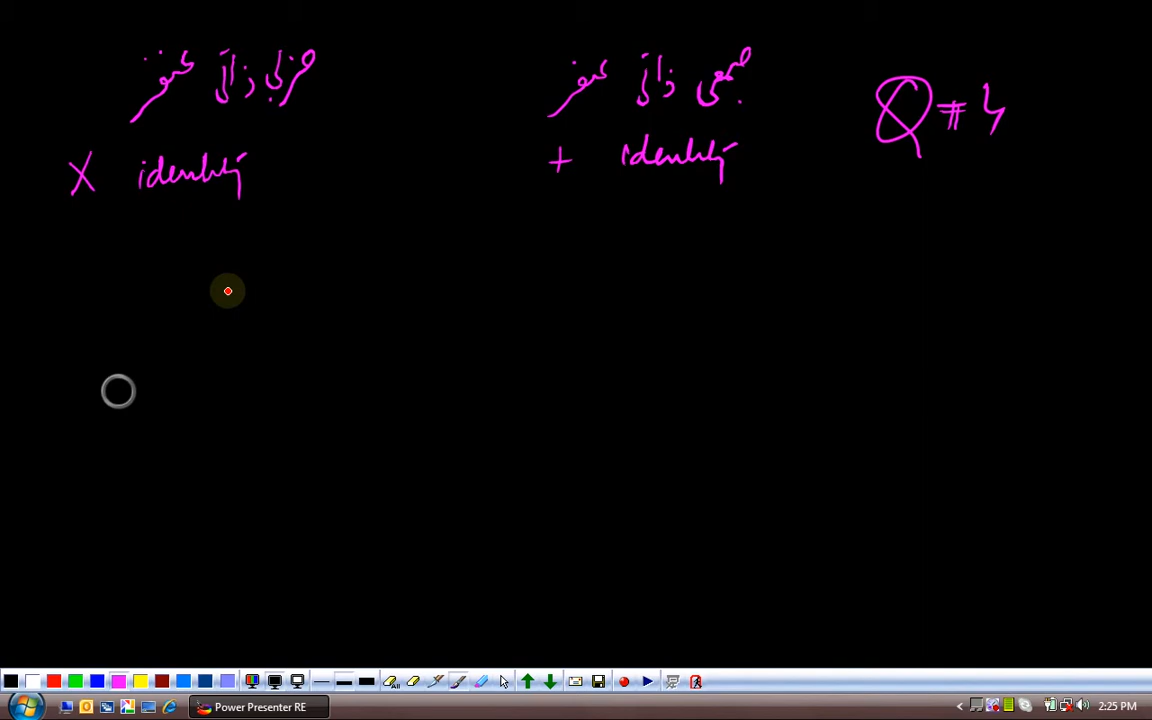 Q # 4
جمعی ذاتی عنصر
ضربی ذاتی عنصر
+ identity
X identity
Power Presenter RE
2:25 PM